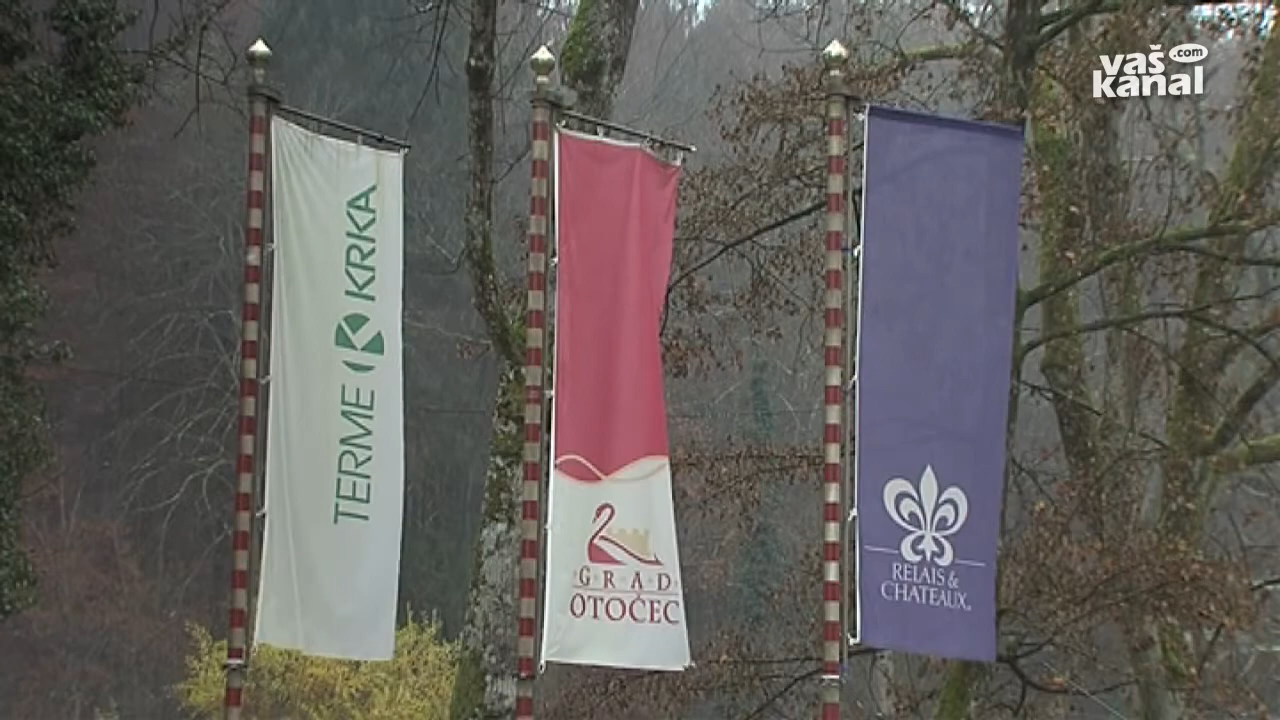 vaš.com
kanal
TERME KRKA
GRAD
OTOČEC
RELAIS &
CHATEAUX